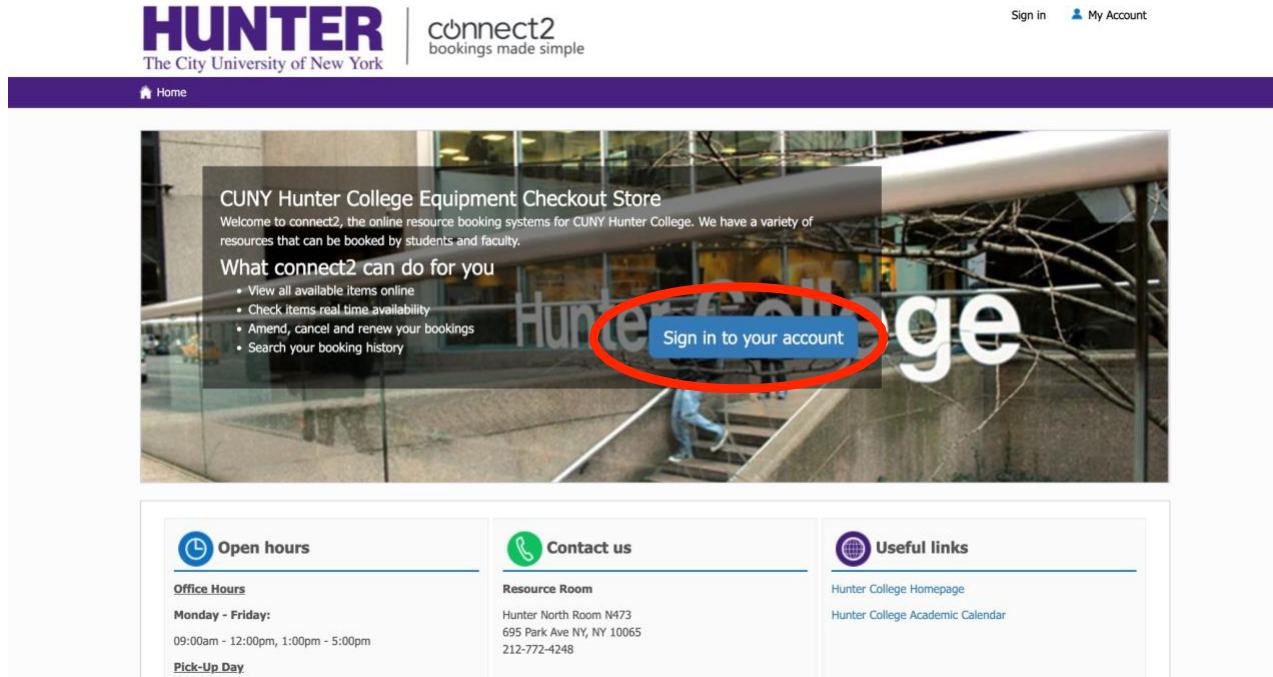 HUNTER
The City University of New York
connect2
bookings made simple
Sign in
My Account
Home
CUNY Hunter College Equipment Checkout Store
Welcome to connect2, the online resource booking systems for CUNY Hunter College. We have a variety of
resources that can be booked by students and faculty.
What connect2 can do for you
• View all available items online
• Check items real time availability
• Amend, cancel and renew your bookings
• Search your booking history
Sign in to your account
Hunter College
Open hours
Office Hours
Monday - Friday:
09:00am - 12:00pm, 1:00pm - 5:00pm
Pick-Up Day
Contact us
Resource Room
Hunter North Room N473
695 Park Ave NY, NY 10065
212-772-4248
Useful links
Hunter College Homepage
Hunter College Academic Calendar